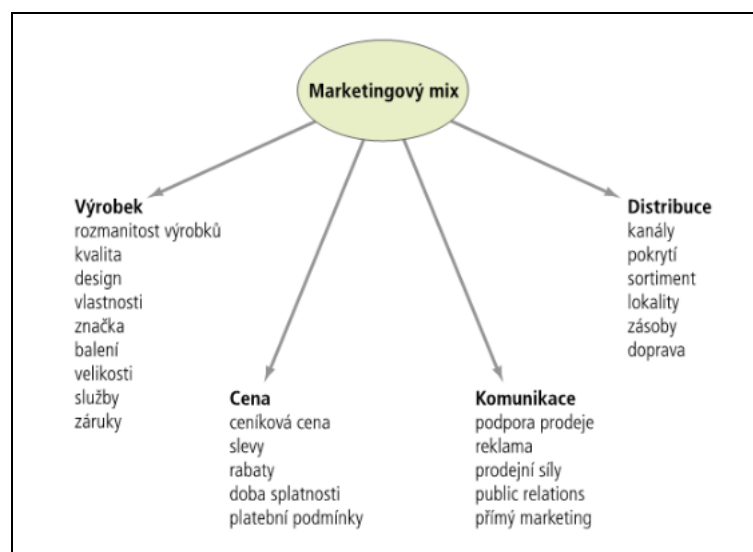 Marketingový mix
Výrobek
rozmanitost výrobků
kvalita
design
vlastnosti
značka
balení
velikosti
služby
záruky
Cena
ceníková cena
slevy
rabaty
doba splatnosti
platební podmínky
Komunikace
podpora prodeje
reklama
prodejní síly
public relations
přímý marketing
Distribuce
kanály
pokrytí
sortiment
lokality
zásoby
doprava